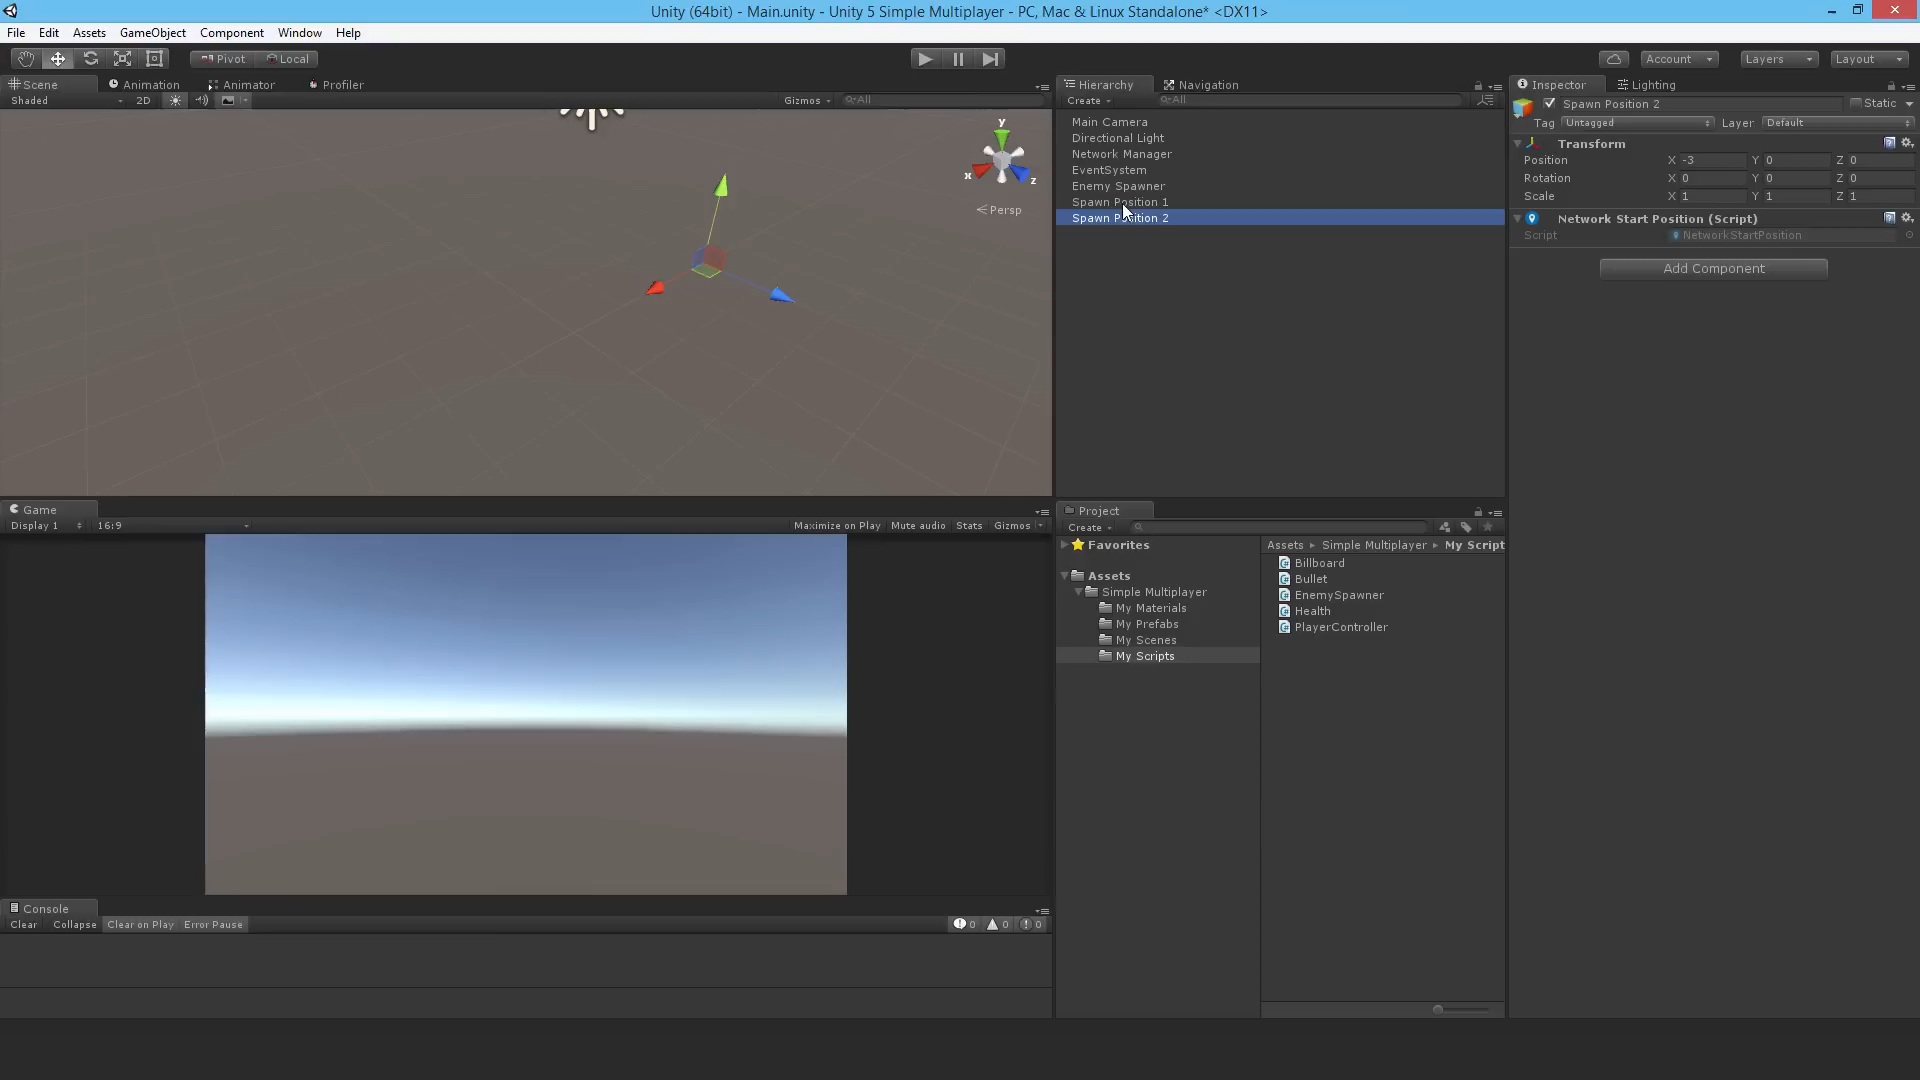 Unity (64bit) - Main.unity - Unity 5 Simple Multiplayer - PC, Mac & Linux Standalone* <DX11>
File Edit Assets GameObject Component Window Help
Pivot Local Account Layers Layout
Scene Animation Animator Profiler
Shaded 2D Gizmos All
y
x
z
Persp
Hierarchy Navigation
Create All
Main Camera
Directional Light
Network Manager
EventSystem
Enemy Spawner
Spawn Position 1
Spawn Position 2
Inspector Lighting
Spawn Position 2 Static
Tag Untagged Layer Default
Transform
Position X -3 Y 0 Z 0
Rotation X 0 Y 0 Z 0
Scale X 1 Y 1 Z 1
Network Start Position (Script)
Script NetworkStartPosition
Add Component
Game
Display 1 16:9 Maximize on Play Mute audio Stats Gizmos
Project
Create
Favorites
Assets
Simple Multiplayer
My Materials
My Prefabs
My Scenes
My Scripts
Assets Simple Multiplayer My Script
Billboard
Bullet
EnemySpawner
Health
PlayerController
Console
Clear Collapse Clear on Play Error Pause 0 0 0